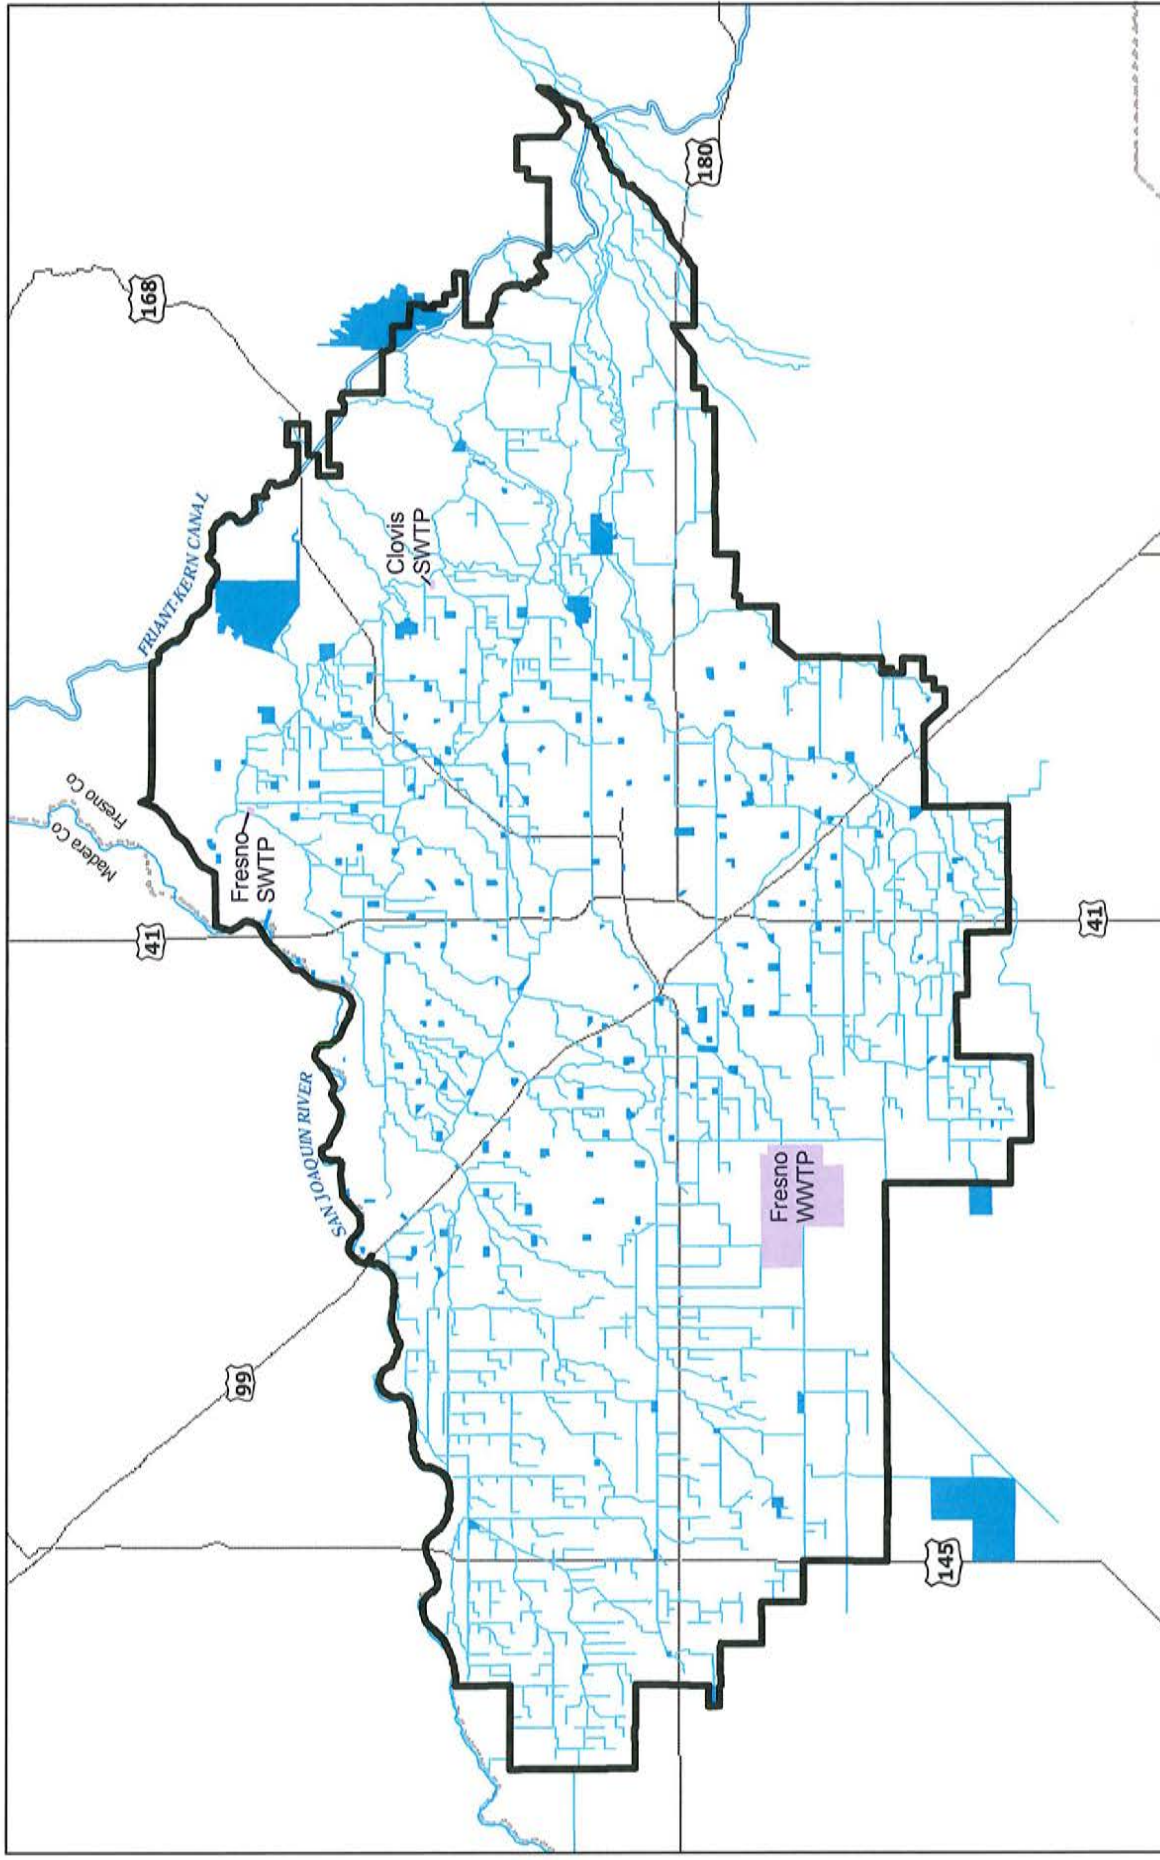 168
180
FRIANT-KERN CANAL
Clovis
SWTP
Madera Co
Fresno Co
Fresno
SWTP
41
41
SAN JOAQUIN RIVER
Fresno
WWTP
99
145